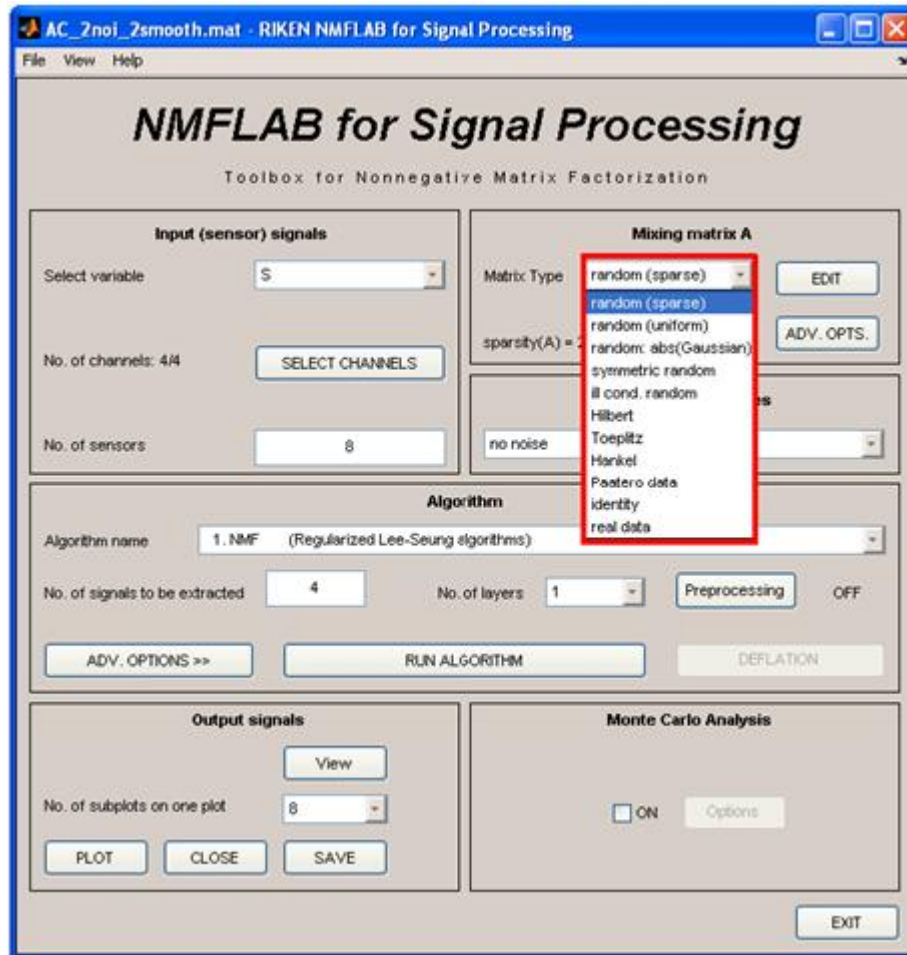 AC_2noi_2smooth.mat - RIKEN NMFLAB for Signal Processing
File View Help
NMFLAB for Signal Processing
Toolbox for Nonnegative Matrix Factorization
Input (sensor) signals
Select variable S
No. of channels: 4/4 SELECT CHANNELS
No. of sensors 8
Mixing matrix A
Matrix Type random (sparse) EDIT
sparsity(A) = ADV. OPTS.
random (sparse)
random (uniform)
random: abs(Gaussian)
symmetric random
ill cond. random
Hilbert
Toeplitz
Hankel
Paatero data
identity
real data
no noise
Algorithm
Algorithm name 1. NMF (Regularized Lee-Seung algorithms)
No. of signals to be extracted 4 No. of layers 1 Preprocessing OFF
ADV. OPTIONS >> RUN ALGORITHM DEFLATION
Output signals
View
No. of subplots on one plot 8
PLOT CLOSE SAVE
Monte Carlo Analysis
ON Options
EXIT